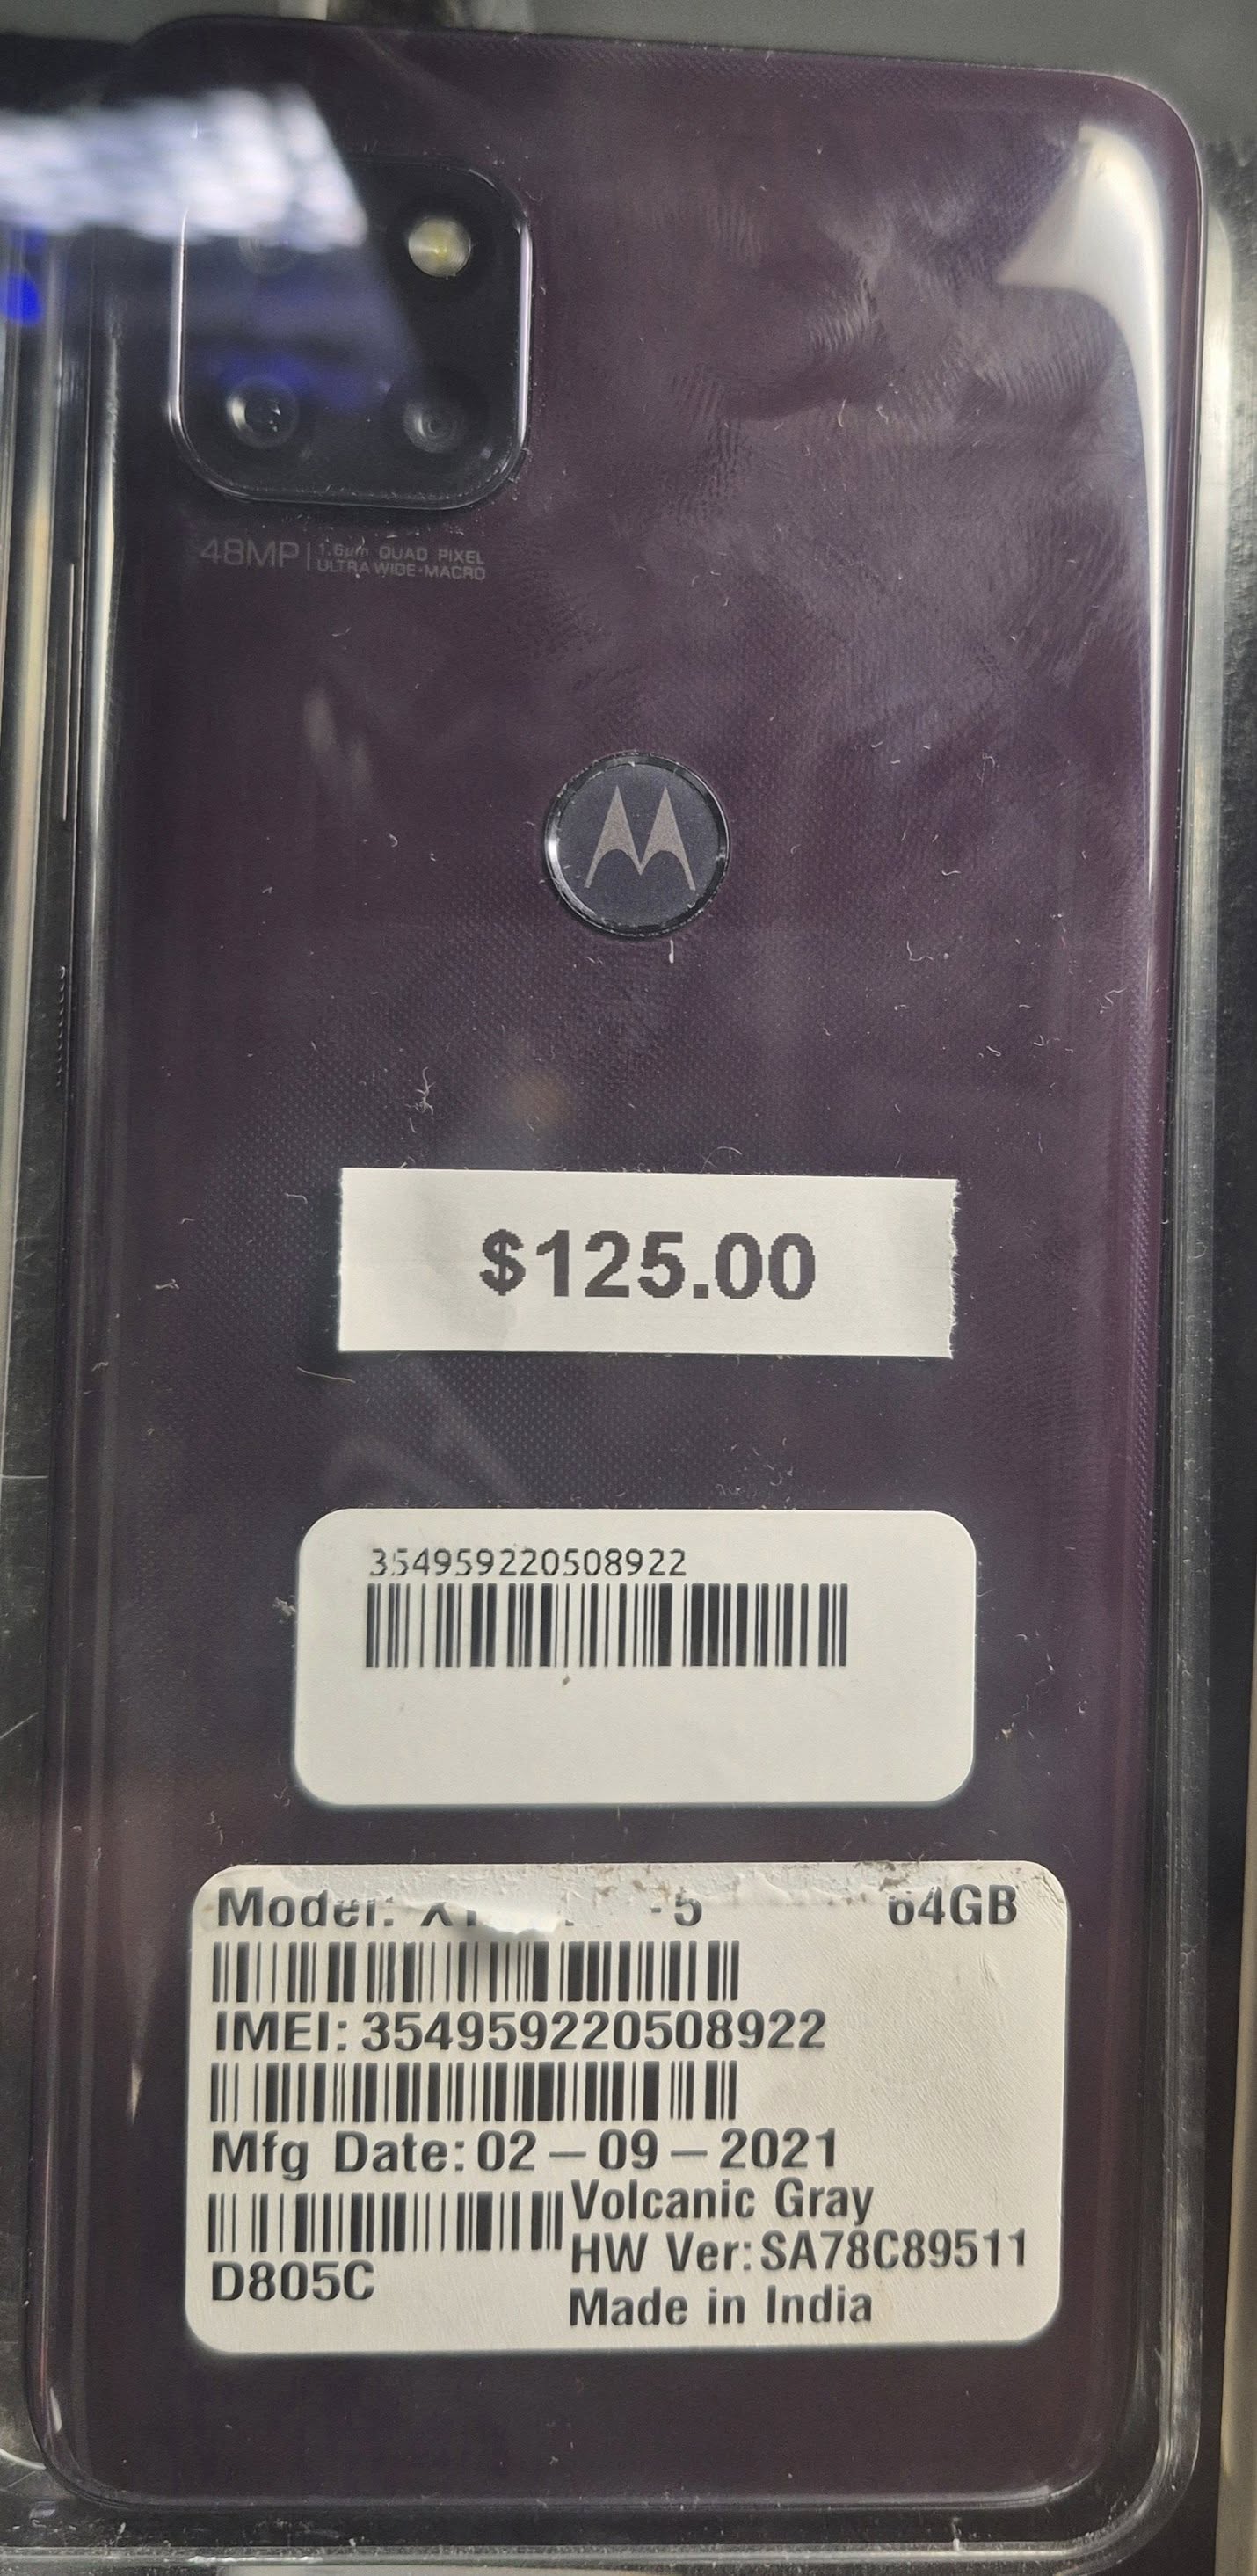 48MP
1.6µm QUAD PIXEL
ULTRA WIDE-MACRO
$125.00
354959220508922
Model: 64GB
IMEI: 354959220508922
Mfg Date: 02-09-2021
Volcanic Gray
HW Ver: SA78C89511
D805C
Made in India